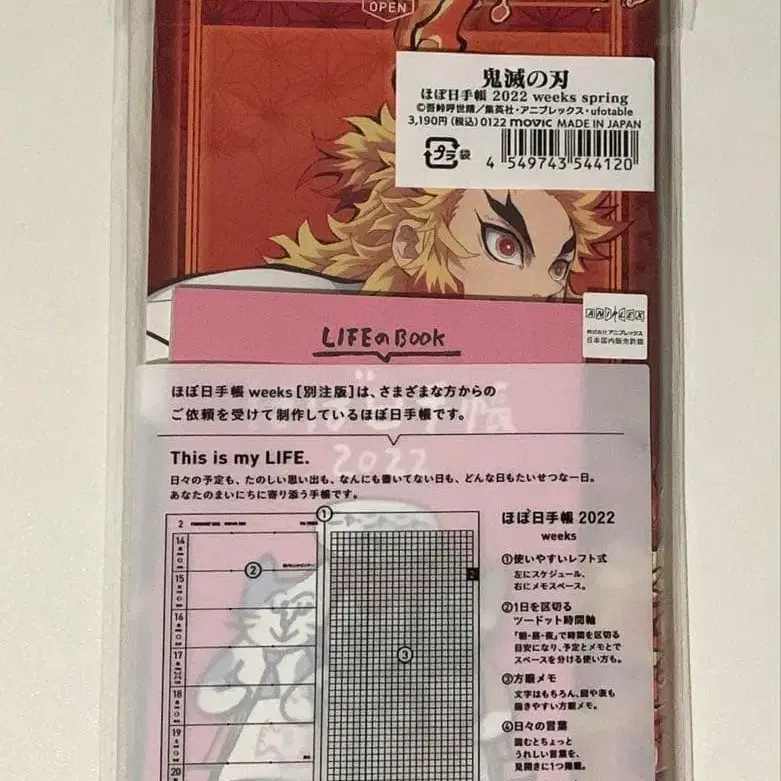 OPEN
鬼滅の刃
ほぼ日手帳 2022 weeks spring
©吾峠呼世晴／集英社・アニプレックス・ufotable
3,190円(税込)0122 movic MADE IN JAPAN
プラ 袋
4 549743 544120
ANIPLEX
株式会社アニプレックス
日本国内販売許諾
LIFEのBOOK
ほぼ日手帳 weeks［別注版］は、さまざまな方からの
ご依頼を受けて制作しているほぼ日手帳です。
2022
This is my LIFE.
日々の予定も、たのしい思い出も、なんにも書いてない日も、どんな日もたいせつな一日。
あなたのまいにちに寄り添う手帳です。
ほぼ日手帳 2022
weeks
①使いやすいレフト式
左にスケジュール、
右にメモスペース。
②1日を区切る
ツードット時間軸
「朝・昼・夜」で時間を区切る
目安になり、予定とメモとで
スペースを分ける使い方も。
③方眼メモ
文字はもちろん、図や表も
描きやすい方眼メモ。
④日々の言葉
読むとちょっと
うれしい言葉を、
見開きに1つ掲載。
①
②
③
2
14
15
16
17
18
19
20